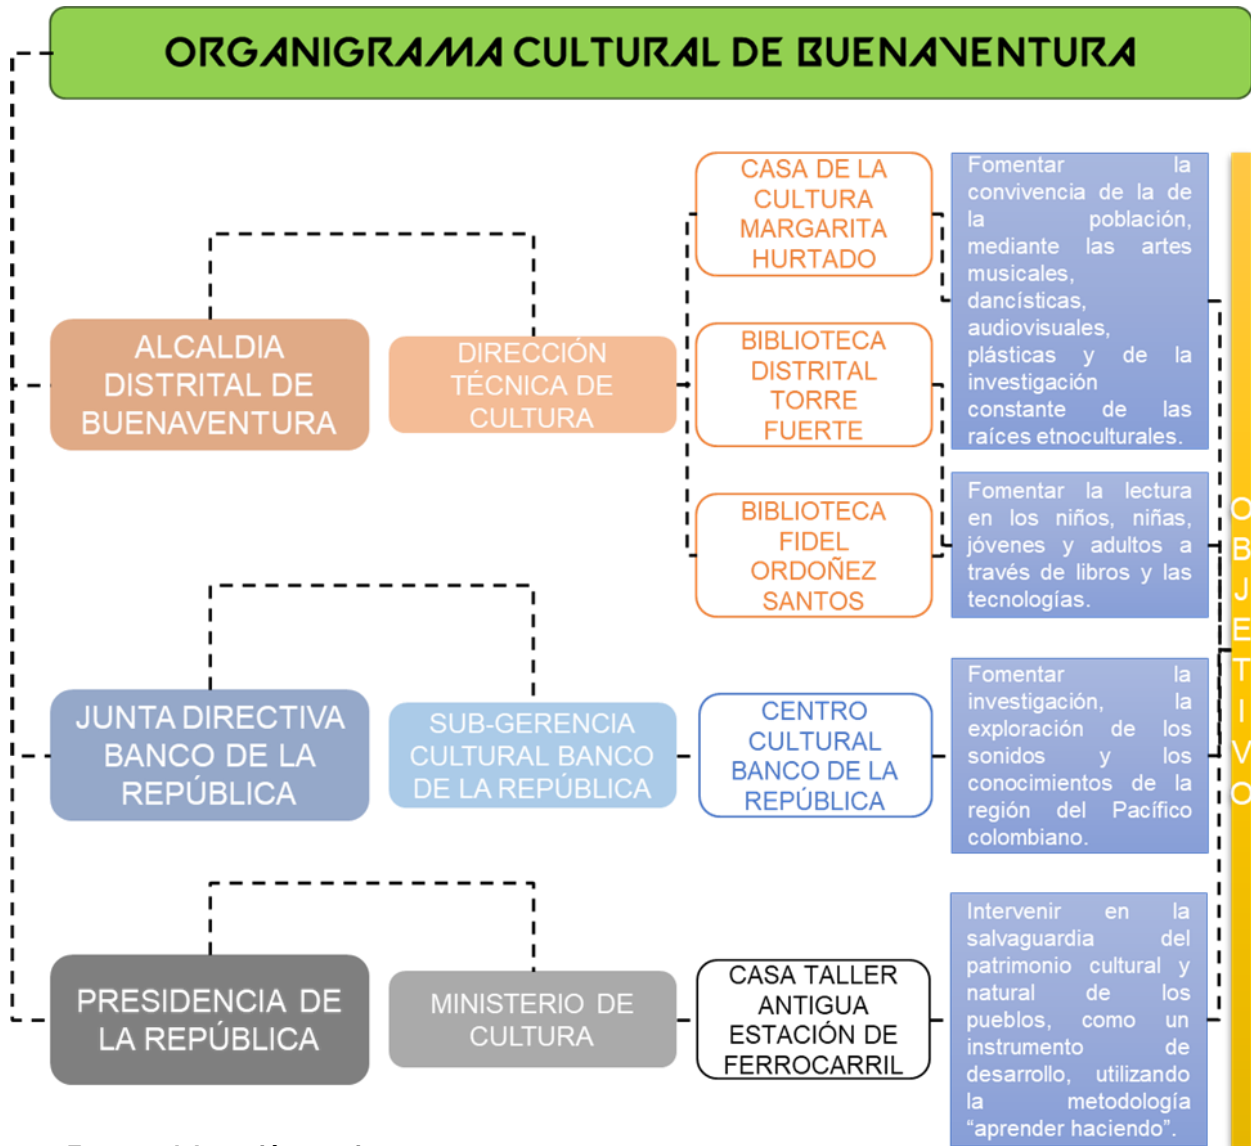 ORGANIGRAMA CULTURAL DE BUENAVENTURA
ALCALDIA
DISTRITAL DE
BUENAVENTURA
DIRECCIÓN
TÉCNICA DE
CULTURA
CASA DE LA
CULTURA
MARGARITA
HURTADO
Fomentar la
convivencia de la de
la población,
mediante las artes
musicales,
dancísticas,
audiovisuales,
plásticas y de la
investigación
constante de las
raíces etnoculturales.
BIBLIOTECA
DISTRITAL
TORRE
FUERTE
BIBLIOTECA
FIDEL
ORDOÑEZ
SANTOS
Fomentar la lectura
en los niños, niñas,
jóvenes y adultos a
través de libros y las
tecnologías.
JUNTA DIRECTIVA
BANCO DE LA
REPÚBLICA
SUB-GERENCIA
CULTURAL BANCO
DE LA REPÚBLICA
CENTRO
CULTURAL
BANCO DE LA
REPÚBLICA
Fomentar la
investigación, la
exploración de los
sonidos y los
conocimientos de la
región del Pacífico
colombiano.
PRESIDENCIA DE
LA REPÚBLICA
MINISTERIO DE
CULTURA
CASA TALLER
ANTIGUA
ESTACIÓN DE
FERROCARRIL
Intervenir en la
salvaguardia del
patrimonio cultural y
natural de los
pueblos, como un
instrumento de
desarrollo, utilizando
la metodología
“aprender haciendo”.
OBJETIVO